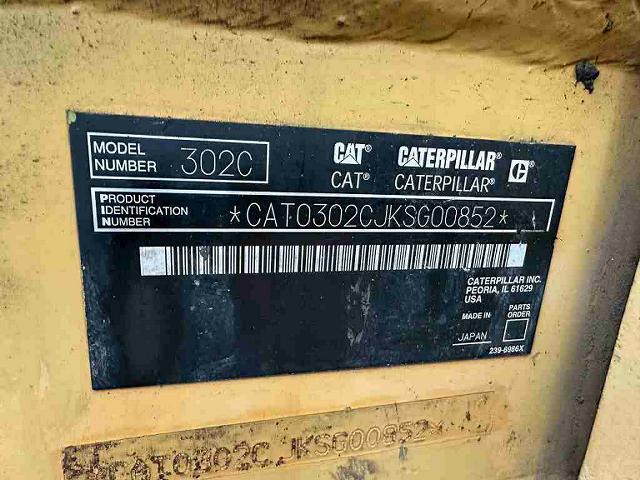 MODEL NUMBER 302C
CAT® CATERPILLAR® C
CAT® CATERPILLAR®
PRODUCT
IDENTIFICATION
NUMBER
*CAT0302CJKSG00852*
CATERPILLAR INC.
PEORIA, IL 61629
USA
MADE IN PARTS ORDER
JAPAN
239-6986X
CAT0302CJKSG00852*